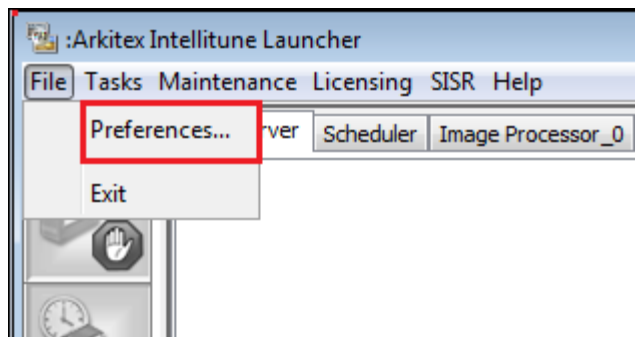 :Arkitex Intellitune Launcher
File Tasks Maintenance Licensing SISR Help
Preferences... rver Scheduler Image Processor_0
Exit